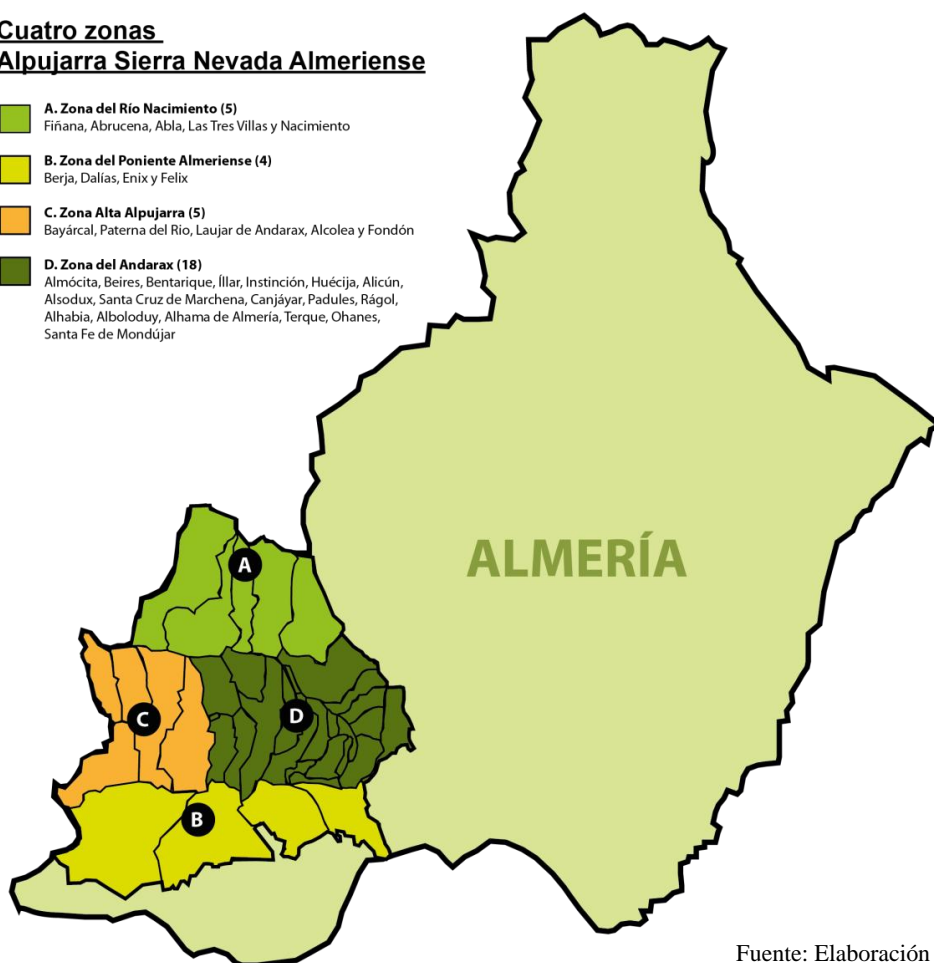 Cuatro zonas
Alpujarra Sierra Nevada Almeriense
A. Zona del Río Nacimiento (5)
Fiñana, Abrucena, Abla, Las Tres Villas y Nacimiento
B. Zona del Poniente Almeriense (4)
Berja, Dalías, Enix y Felix
C. Zona Alta Alpujarra (5)
Bayárcal, Paterna del Rio, Laujar de Andarax, Alcolea y Fondón
D. Zona del Andarax (18)
Almócita, Beires, Bentarique, Íllar, Instinción, Huécija, Alicún,
Alsodux, Santa Cruz de Marchena, Canjáyar, Padules, Rágol,
Alhabia, Alboloduy, Alhama de Almería, Terque, Ohanes,
Santa Fe de Mondújar
ALMERÍA
A
C
D
B
Fuente: Elaboración